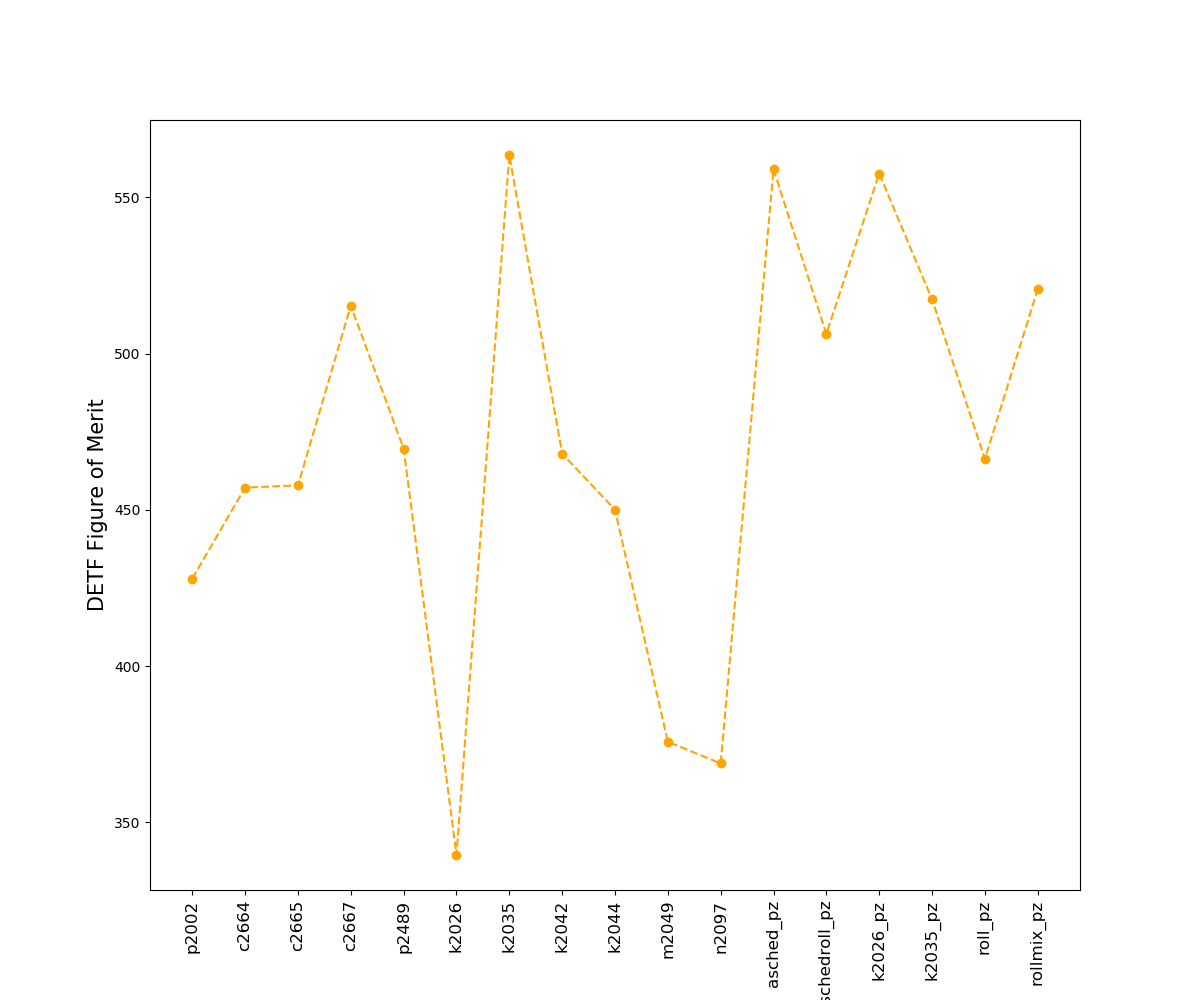 550
500
450
400
350
DETF Figure of Merit
p2002
c2664
c2665
c2667
p2489
k2026
k2035
k2042
k2044
m2049
n2097
asched_pz
schedroll_pz
k2026_pz
k2035_pz
roll_pz
rollmix_pz